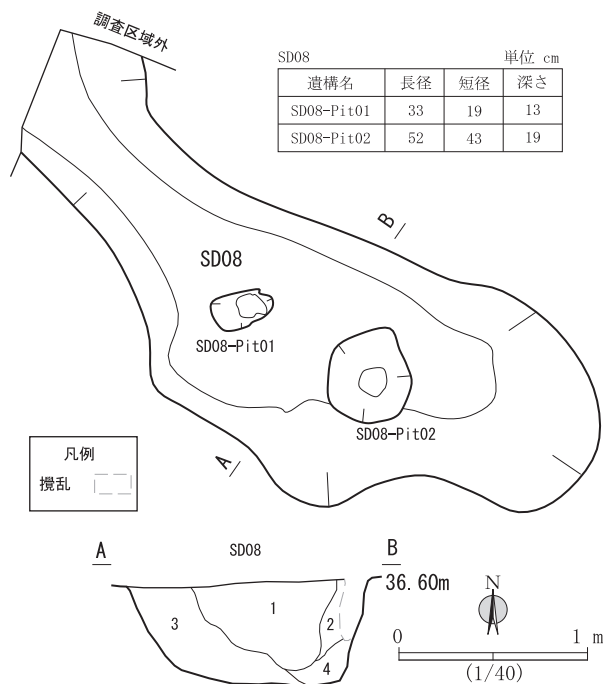 調査区域外
SD08 単位 cm
遺構名 長径 短径 深さ
SD08-Pit01 33 19 13
SD08-Pit02 52 43 19
B
SD08
SD08-Pit01
SD08-Pit02
A
凡例
攪乱
A SD08 B
36.60m
1
2
3
4
N
0 1 m
(1/40)